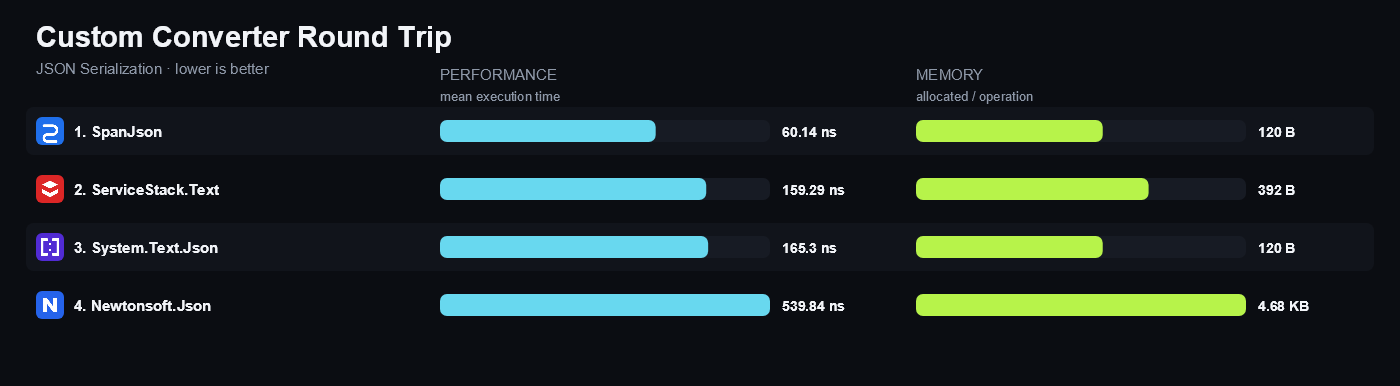 Custom Converter Round Trip
JSON Serialization · lower is better
PERFORMANCE
mean execution time
MEMORY
allocated / operation
1. SpanJson 60.14 ns 120 B
2. ServiceStack.Text 159.29 ns 392 B
3. System.Text.Json 165.3 ns 120 B
N 4. Newtonsoft.Json 539.84 ns 4.68 KB